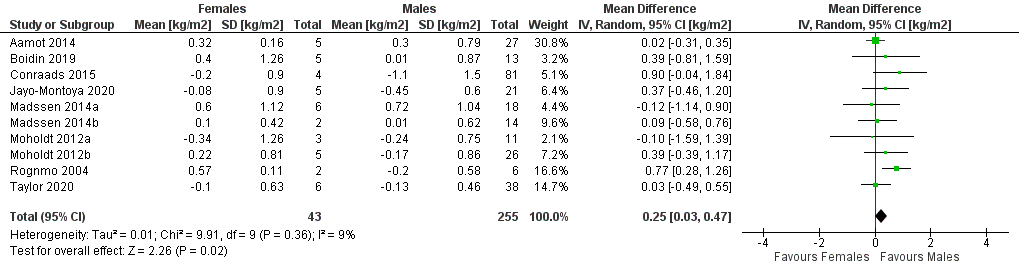 Females Males Mean Difference Mean Difference
Study or Subgroup Mean [kg/m2] SD [kg/m2] Total Mean [kg/m2] SD [kg/m2] Total Weight IV, Random, 95% CI [kg/m2] IV, Random, 95% CI [kg/m2]
Aamot 2014 0.32 0.16 5 0.3 0.79 27 30.8% 0.02 [-0.31, 0.35]
Boidin 2019 0.4 1.26 5 0.01 0.87 13 3.2% 0.39 [-0.81, 1.59]
Conraads 2015 -0.2 0.9 4 -1.1 1.5 81 5.1% 0.90 [-0.04, 1.84]
Jayo-Montoya 2020 -0.08 0.9 5 -0.45 0.6 21 6.6% 0.37 [-0.46, 1.20]
Madssen 2014a 0.6 1.12 6 0.72 1.04 18 4.4% -0.12 [-1.14, 0.90]
Madssen 2014b 0.1 0.42 2 0.01 0.62 14 9.6% 0.09 [-0.58, 0.76]
Moholdt 2012a -0.34 1.26 3 -0.24 0.75 11 2.1% -0.10 [-1.59, 1.39]
Moholdt 2012b 0.22 0.81 5 -0.17 0.86 26 7.2% 0.39 [-0.39, 1.17]
Rognmo 2004 0.57 0.11 2 -0.2 0.58 6 16.6% 0.77 [0.28, 1.26]
Taylor 2020 -0.1 0.63 6 -0.13 0.46 38 14.7% 0.03 [-0.49, 0.55]
Total (95% CI) 43 255 100.0% 0.25 [0.03, 0.47]
Heterogeneity: Tau² = 0.01; Chi² = 9.91, df = 9 (P = 0.36); I² = 9%
Test for overall effect: Z = 2.26 (P = 0.02)
-4 -2 0 2 4
Favours Females Favours Males